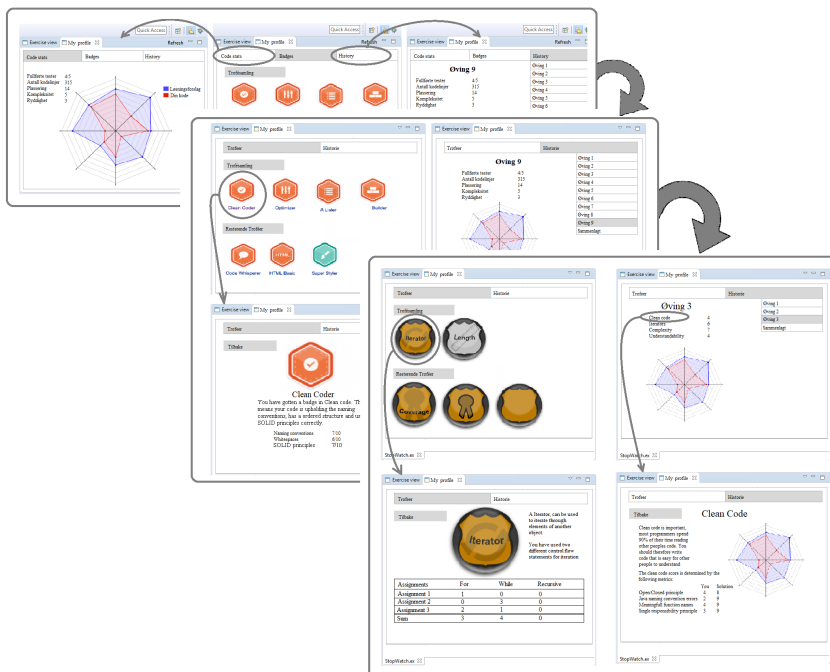 Quick Access
Exercise view My profile
Refresh
Code stats Badges History
Fullførte tester 4/5
Antall kodelinjer 315
Plassering 14
Kompleksitet 5
Ryddighet 3
Løsningsforslag
Din kode
Quick Access
Exercise view My profile
Refresh
Code stats Badges History
Trofésamling
Quick Access
Exercise view My profile
Refresh
Code stats Badges History
Øving 9
Fullførte tester 4/5
Antall kodelinjer 315
Plassering 14
Kompleksitet 5
Ryddighet 3
Øving 1
Øving 2
Øving 3
Øving 4
Øving 5
Øving 6
Exercise view My profile
Trofeer Historie
Trofésamling
Clean Coder Optimizer Builder
Resterende Trofeer
Code Whisperer HTML Basic Super Styler
Exercise view My profile
Trofeer Historie
Øving 9
Fullførte tester 4/5
Antall kodelinjer 315
Plassering 14
Kompleksitet 5
Ryddighet 3
Øving 1
Øving 2
Øving 3
Øving 4
Øving 5
Øving 6
Øving 7
Øving 8
Øving 9
Sammenlagt
Exercise view My profile
Trofeer Historie
Tilbake
Clean Coder
You have gotten a badge in Clean code.
means your code is upholding the naming
conventions, has a ordered structure and
SOLID principles correctly.
Naming conventions 7/10
Whitespaces 6/10
SOLID principles 7/10
Exercise view My profile
Trofeer Historie
Trofésamling
Iterator Length
Resterende Trofeer
Coverage
StopWatch.ex
Exercise view My profile
Trofeer Historie
Øving 3
Clean code 4
Iterators 6
Complexity 7
Understandability 4
Øving 1
Øving 2
Øving 3
Sammenlagt
StopWatch.ex
Exercise view My profile
Trofeer Historie
Tilbake
Iterator
A Iterator, can be used
to iterate through
elements of another
object.
You have used two
different control flow
statements for iteration
Assignments For While Recursive
Assignment 1 1 0 0
Assignment 2 0 3 0
Assignment 3 2 1 0
Sum 3 4 0
StopWatch.ex
Exercise view My profile
Trofeer Historie
Tilbake
Clean Code
Clean code is important,
most programmers spend
90% of their time reading
other peoples code. You
should therefore write
code that is easy for other
people to understand
The clean code score is determined by the
following metrics:
You Solution
Open/Closed principle 4 8
Java naming convention errors 2 9
Meaningfull function names 4 9
Single responsibility principle 3 9
StopWatch.ex